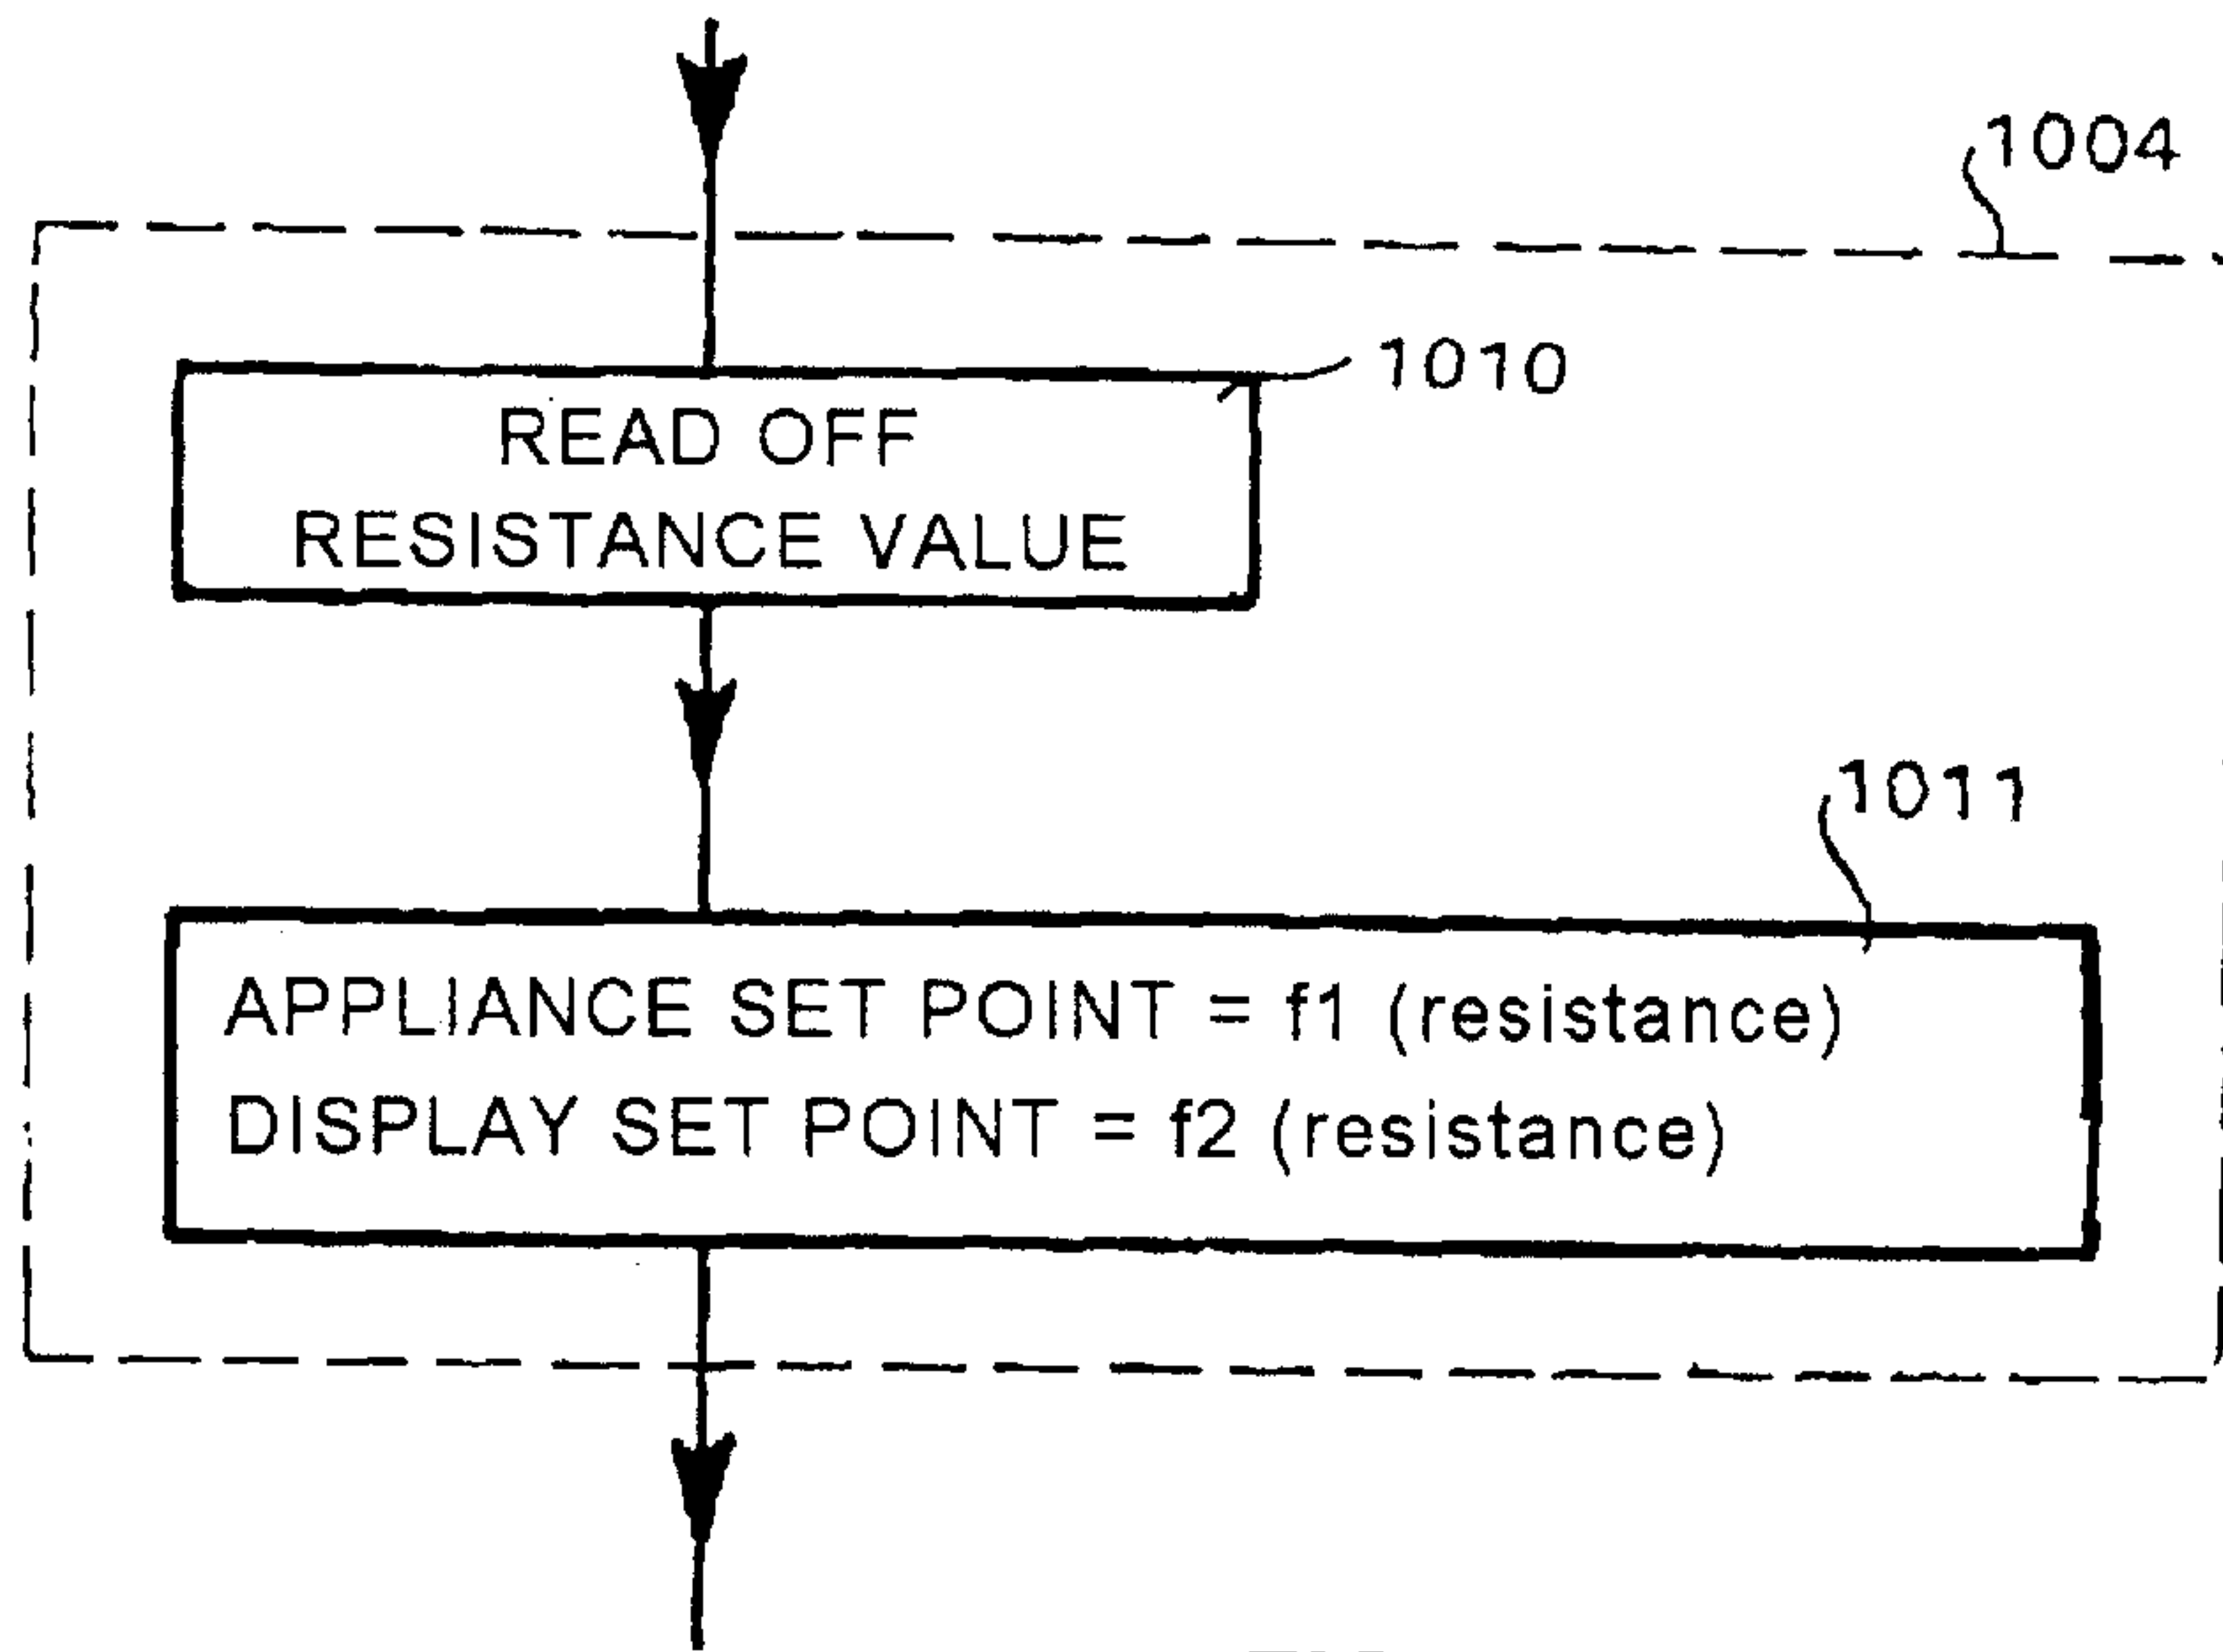 1004
1010
READ OFF
RESISTANCE VALUE
1011
APPLIANCE SET POINT = f1 (resistance)
DISPLAY SET POINT = f2 (resistance)